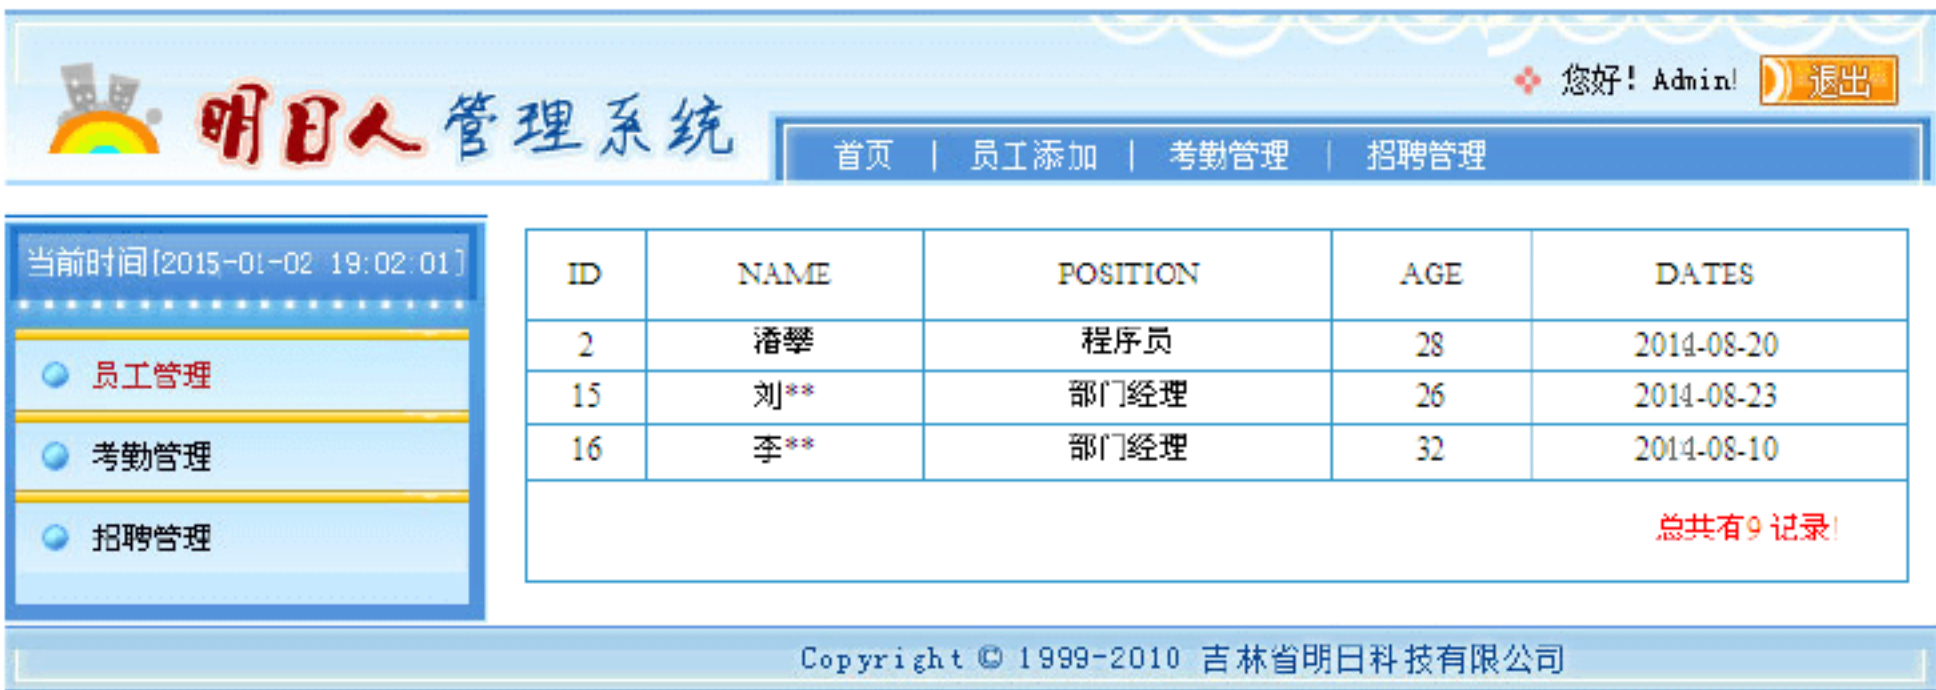 您好! Admin! 退出
明日人管理系统
首页 | 员工添加 | 考勤管理 | 招聘管理
当前时间[2015-01-02 19:02:01]
员工管理
考勤管理
招聘管理
ID NAME POSITION AGE DATES
2 潘攀 程序员 28 2014-08-20
15 刘** 部门经理 26 2014-08-23
16 李** 部门经理 32 2014-08-10
总共有9 记录!
Copyright © 1999-2010 吉林省明日科技有限公司